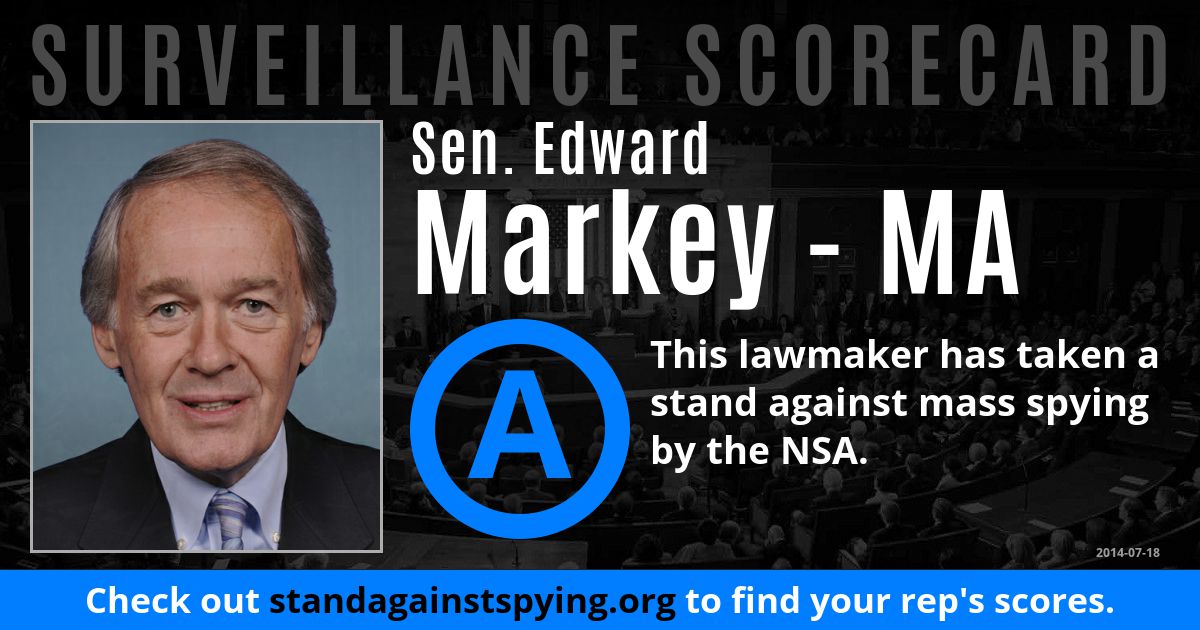 SURVEILLANCE SCORECARD
Sen. Edward
Markey - MA
A
This lawmaker has taken a
stand against mass spying
by the NSA.
2014-07-18
Check out standagainstspying.org to find your rep's scores.